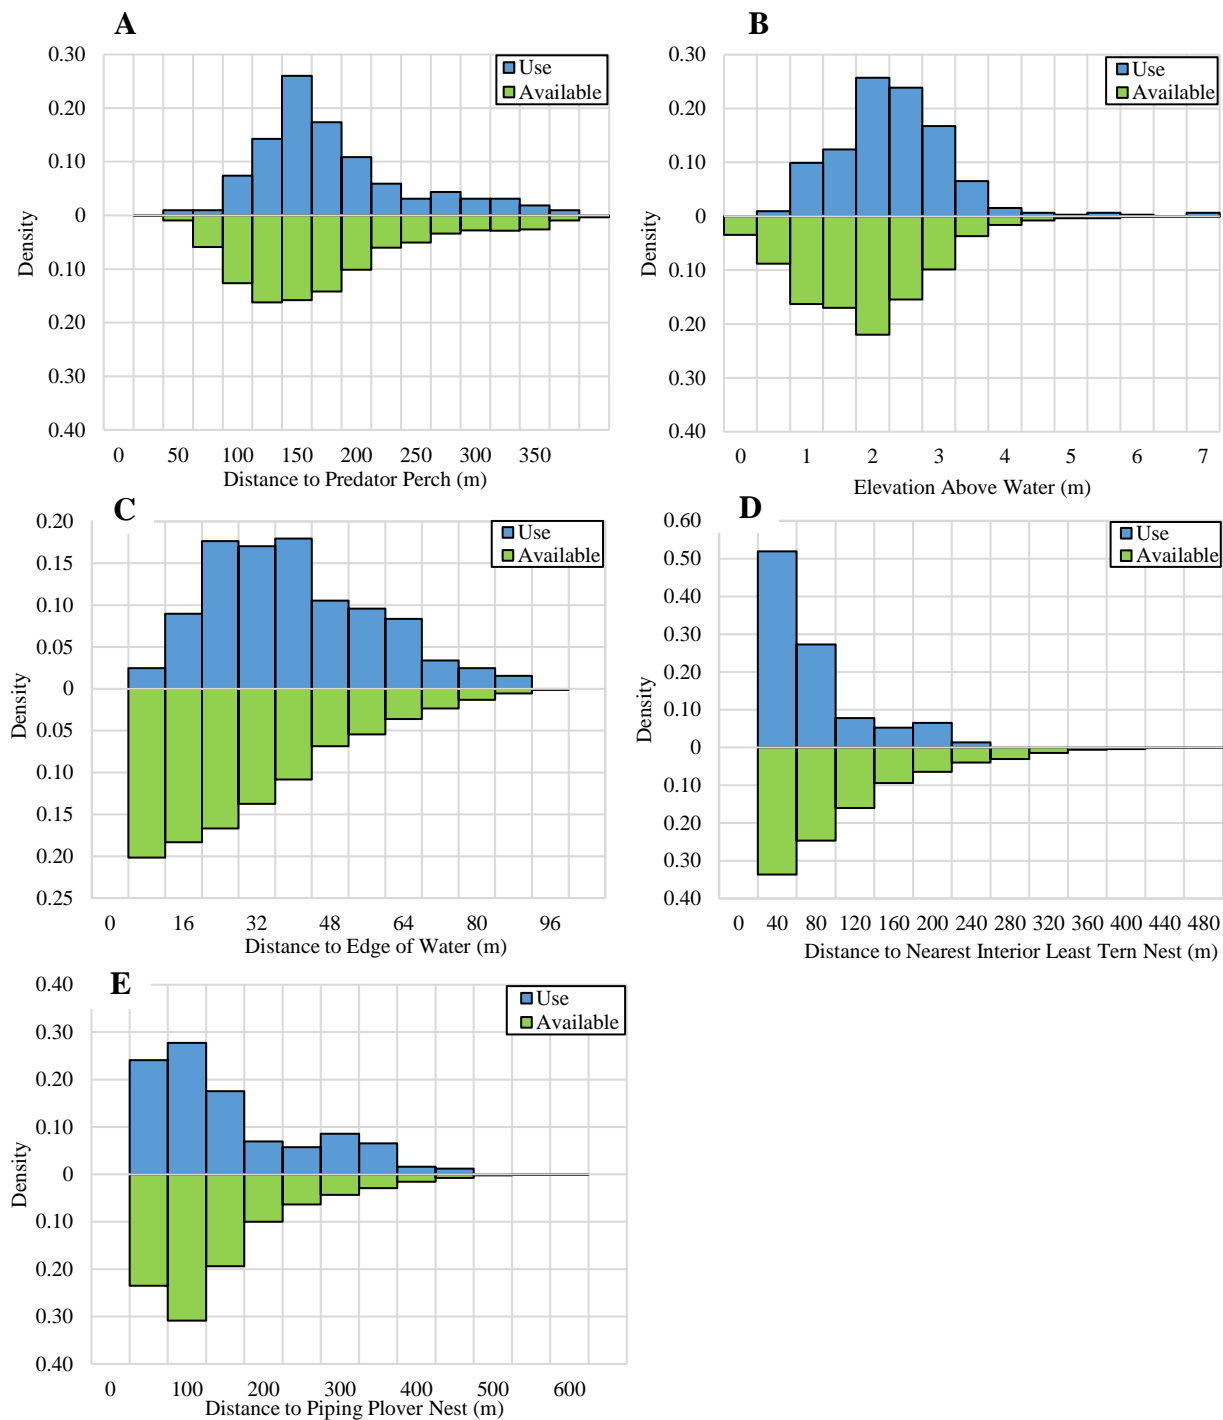 A
0.30
0.20
0.10
0
0.10
0.20
0.30
0.40
Density
Use
Available
0 50 100 150 200 250 300 350
Distance to Predator Perch (m)
B
0.30
0.20
0.10
0
0.10
0.20
0.30
0.40
Density
Use
Available
0 1 2 3 4 5 6 7
Elevation Above Water (m)
C
0.20
0.15
0.10
0.05
0
0.05
0.10
0.15
0.20
0.25
Density
Use
Available
0 16 32 48 64 80 96
Distance to Edge of Water (m)
D
0.60
0.50
0.40
0.30
0.20
0.10
0
0.10
0.20
0.30
0.40
Density
Use
Available
0 40 80 120 160 200 240 280 320 360 400 440 480
Distance to Nearest Interior Least Tern Nest (m)
E
0.40
0.30
0.20
0.10
0
0.10
0.20
0.30
0.40
Density
Use
Available
0 100 200 300 400 500 600
Distance to Piping Plover Nest (m)